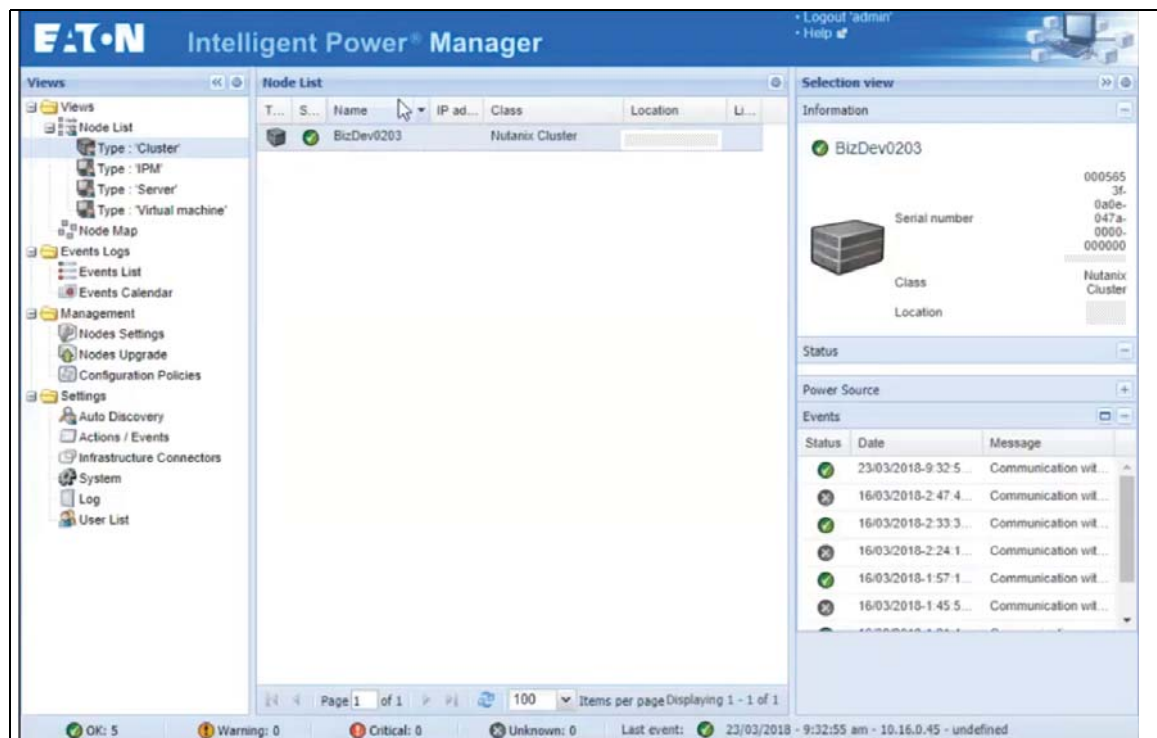 EATON Intelligent Power® Manager
• Logout 'admin'
• Help
Views
Views
Node List
Type : 'Cluster'
Type : 'IPM'
Type : 'Server'
Type : 'Virtual machine'
Node Map
Events Logs
Events List
Events Calendar
Management
Nodes Settings
Nodes Upgrade
Configuration Policies
Settings
Auto Discovery
Actions / Events
Infrastructure Connectors
System
Log
User List
Node List
T... S... Name IP ad... Class Location Li...
BizDev0203 Nutanix Cluster
Page 1 of 1 100 Items per page Displaying 1 - 1 of 1
Selection view
Information
BizDev0203
Serial number
000565
3f-
0a0e-
047a-
0000-
000000
Class
Nutanix
Cluster
Location
Status
Power Source
Events
Status Date Message
23/03/2018-9:32:5... Communication wit...
16/03/2018-2:47:4... Communication wit...
16/03/2018-2:33:3... Communication wit...
16/03/2018-2:24:1... Communication wit...
16/03/2018-1:57:1... Communication wit...
16/03/2018-1:45:5... Communication wit...
OK: 5 Warning: 0 Critical: 0 Unknown: 0 Last event: 23/03/2018 - 9:32:55 am - 10.16.0.45 - undefined